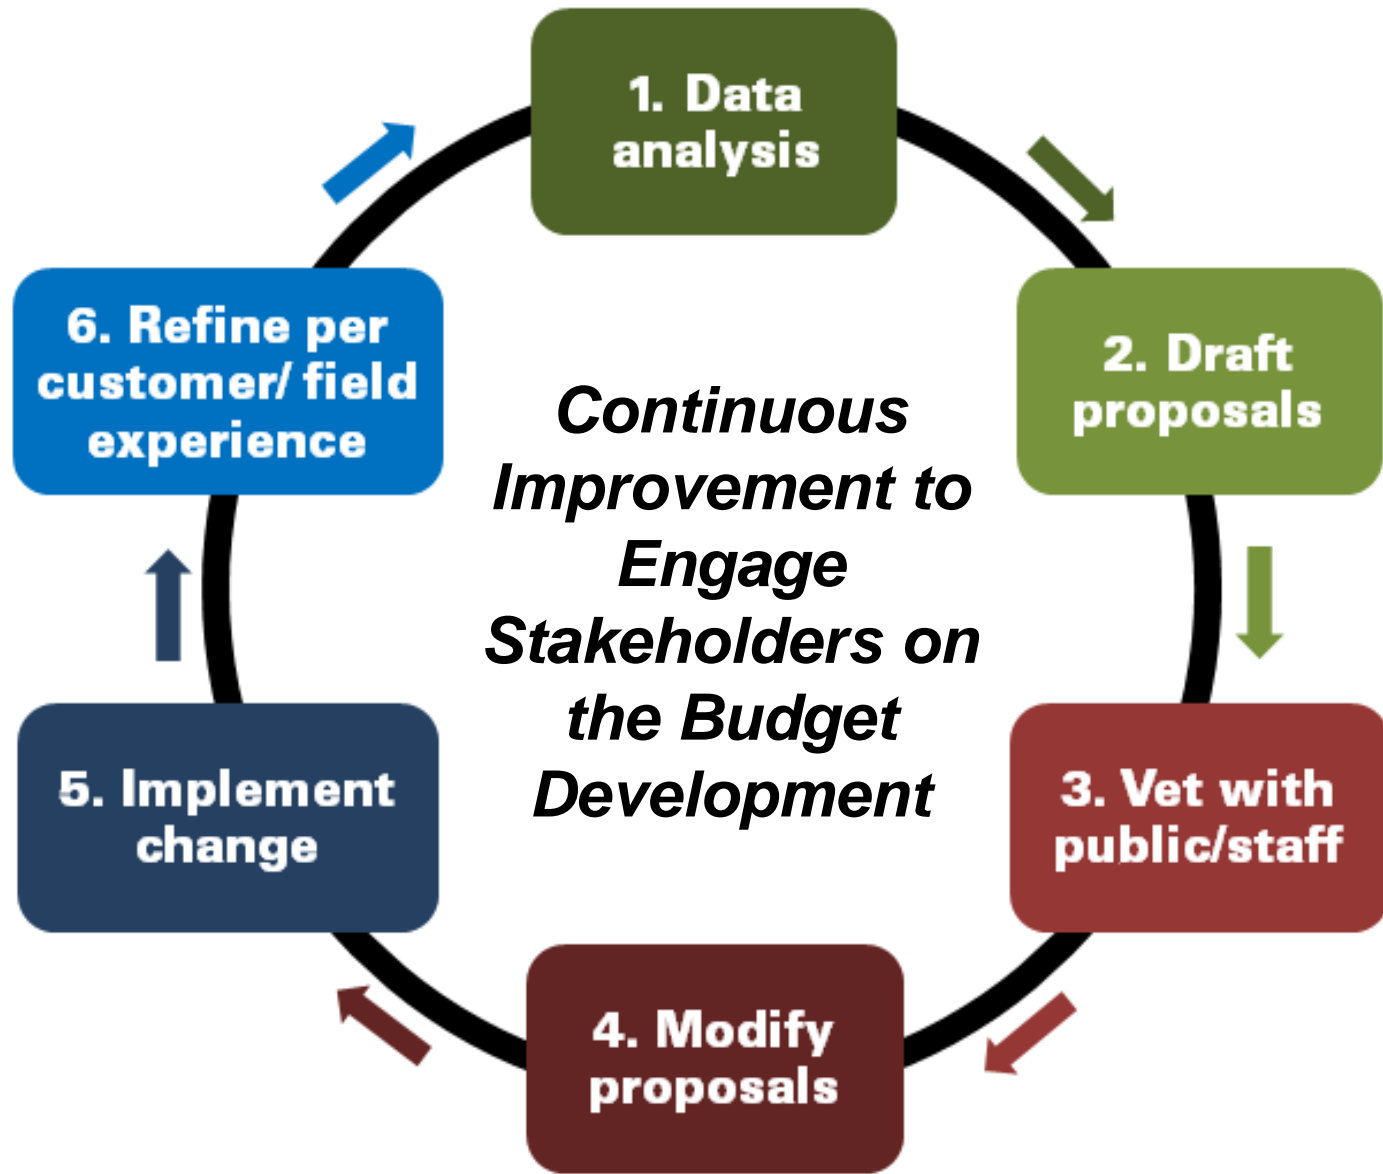 1. Data
analysis
2. Draft
proposals
3. Vet with
public/staff
4. Modify
proposals
5. Implement
change
6. Refine per
customer/ field
experience
Continuous
Improvement to
Engage
Stakeholders on
the Budget
Development